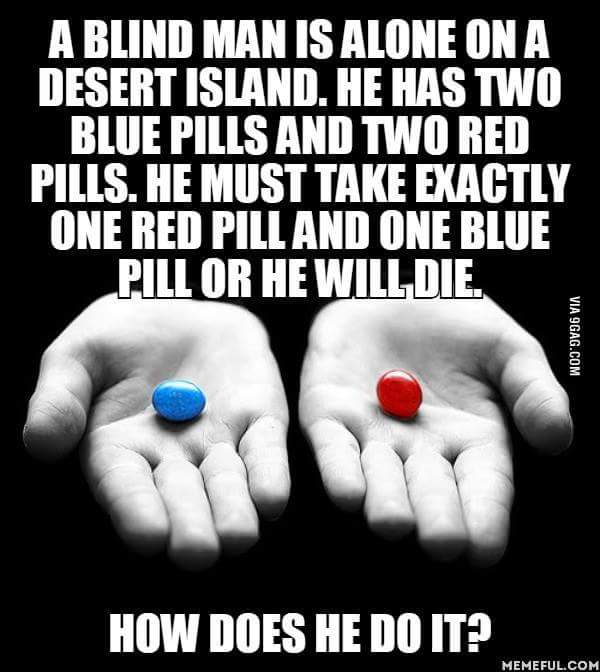 A BLIND MAN IS ALONE ON A
DESERT ISLAND. HE HAS TWO
BLUE PILLS AND TWO RED
PILLS. HE MUST TAKE EXACTLY
ONE RED PILL AND ONE BLUE
PILL OR HE WILL DIE.
VIA 9GAG.COM
HOW DOES HE DO IT?
MEMEFUL.COM